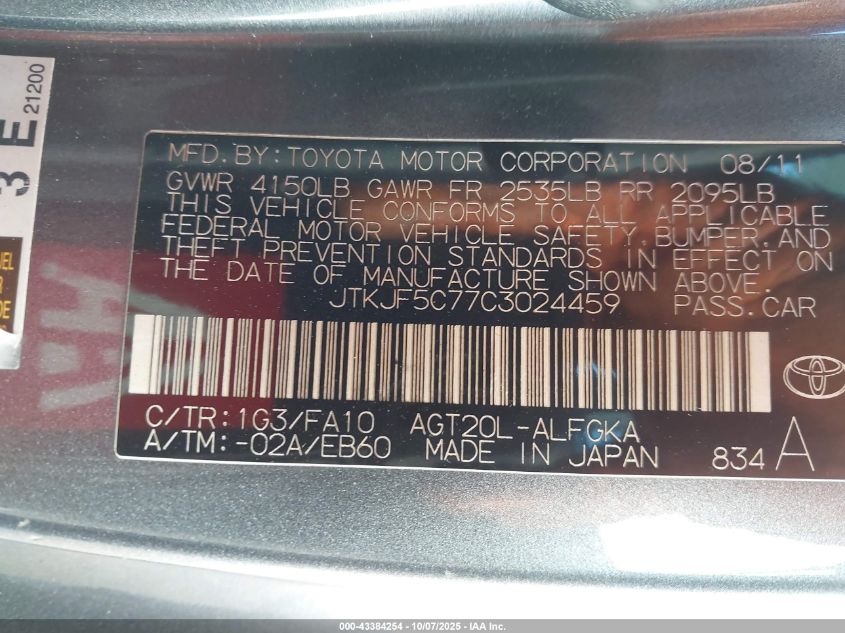 3 E
21200
UEL
R
DE
MFD. BY: TOYOTA MOTOR CORPORATION 08/11
GVWR 4150LB GAWR FR 2535LB RR 2095LB
THIS VEHICLE CONFORMS TO ALL APPLICABLE
FEDERAL MOTOR VEHICLE SAFETY, BUMPER, AND
THEFT PREVENTION STANDARDS IN EFFECT ON
THE DATE OF MANUFACTURE SHOWN ABOVE.
JTKJF5C77C3024459 PASS. CAR
C/TR: 1G3/FA10 AGT20L-ALFGKA
A/TM: -02A/EB60 MADE IN JAPAN 834 A
000-43384254 - 10/07/2025 - IAA Inc.